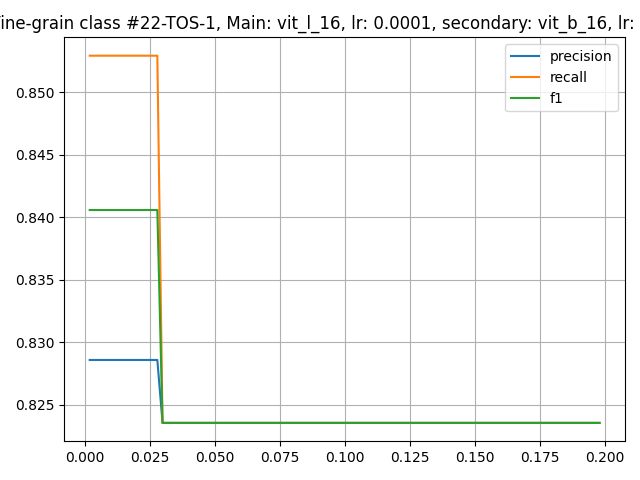 ine-grain class #22-TOS-1, Main: vit_l_16, lr: 0.0001, secondary: vit_b_16, lr:
precision
recall
f1
0.850
0.845
0.840
0.835
0.830
0.825
0.000 0.025 0.050 0.075 0.100 0.125 0.150 0.175 0.200